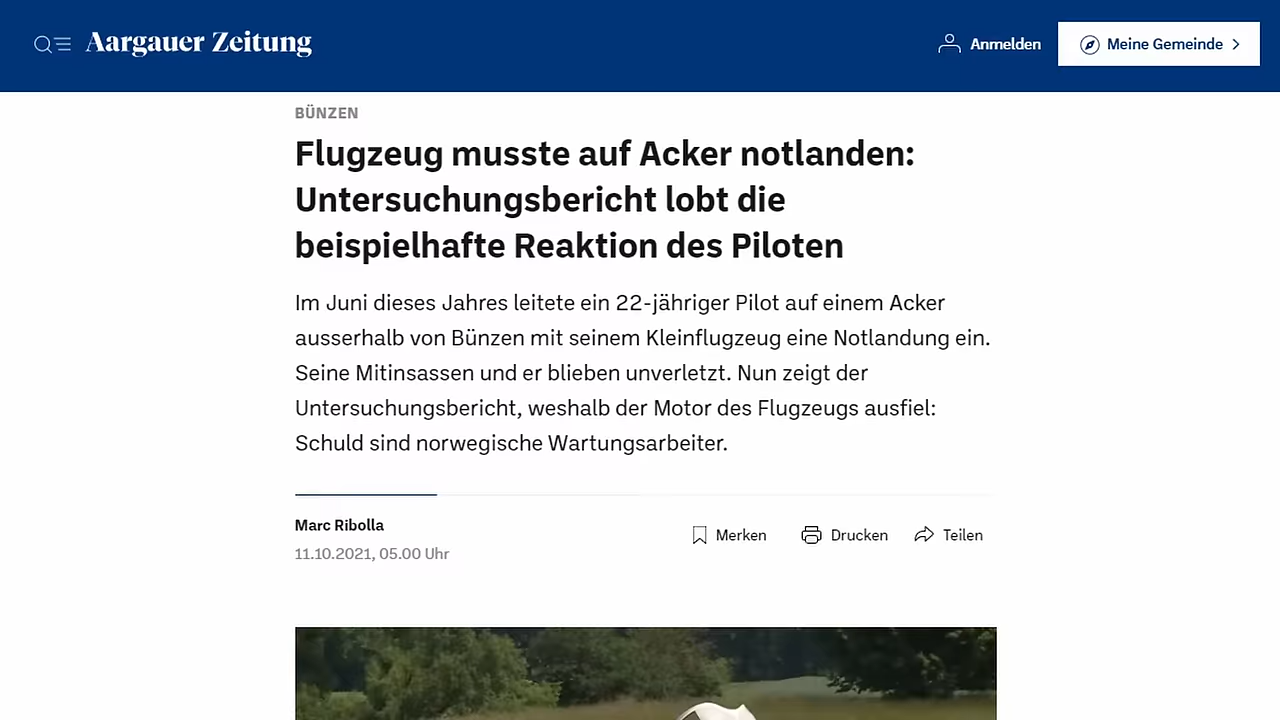 Aargauer Zeitung
Anmelden
Meine Gemeinde
BÜNZEN
Flugzeug musste auf Acker notlanden:
Untersuchungsbericht lobt die
beispielhafte Reaktion des Piloten
Im Juni dieses Jahres leitete ein 22-jähriger Pilot auf einem Acker
ausserhalb von Bünzen mit seinem Kleinflugzeug eine Notlandung ein.
Seine Mitinsassen und er blieben unverletzt. Nun zeigt der
Untersuchungsbericht, weshalb der Motor des Flugzeugs ausfiel:
Schuld sind norwegische Wartungsarbeiter.
Marc Ribolla
11.10.2021, 05.00 Uhr
Merken
Drucken
Teilen